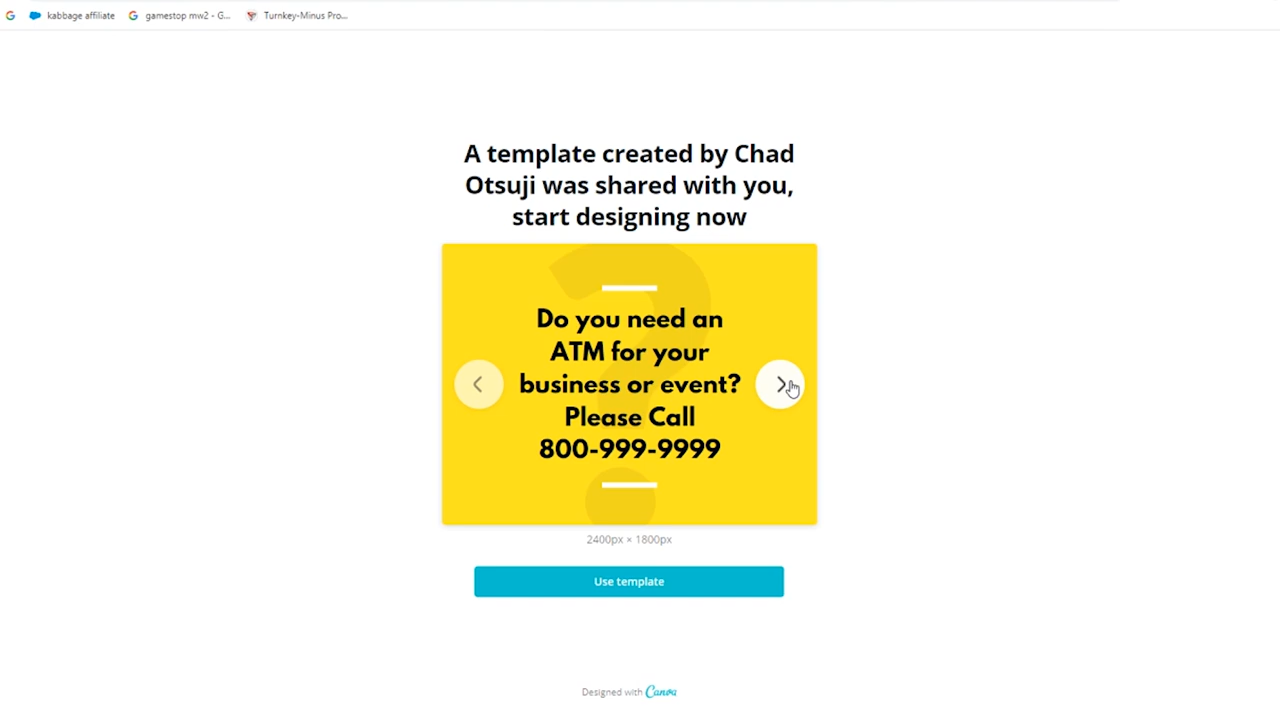 kabbage affiliate gamestop mw2 - G... Turnkey-Minus Pro...
A template created by Chad
Otsuji was shared with you,
start designing now
Do you need an
ATM for your
business or event?
Please Call
800-999-9999
2400px × 1800px
Use template
Designed with Canva